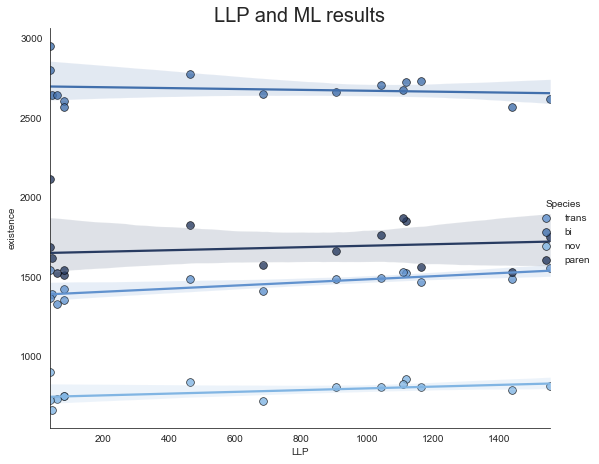 LLP and ML results
3000
2500
2000
1500
1000
existence
Species
trans
bi
nov
paren
200 400 600 800 1000 1200 1400
LLP